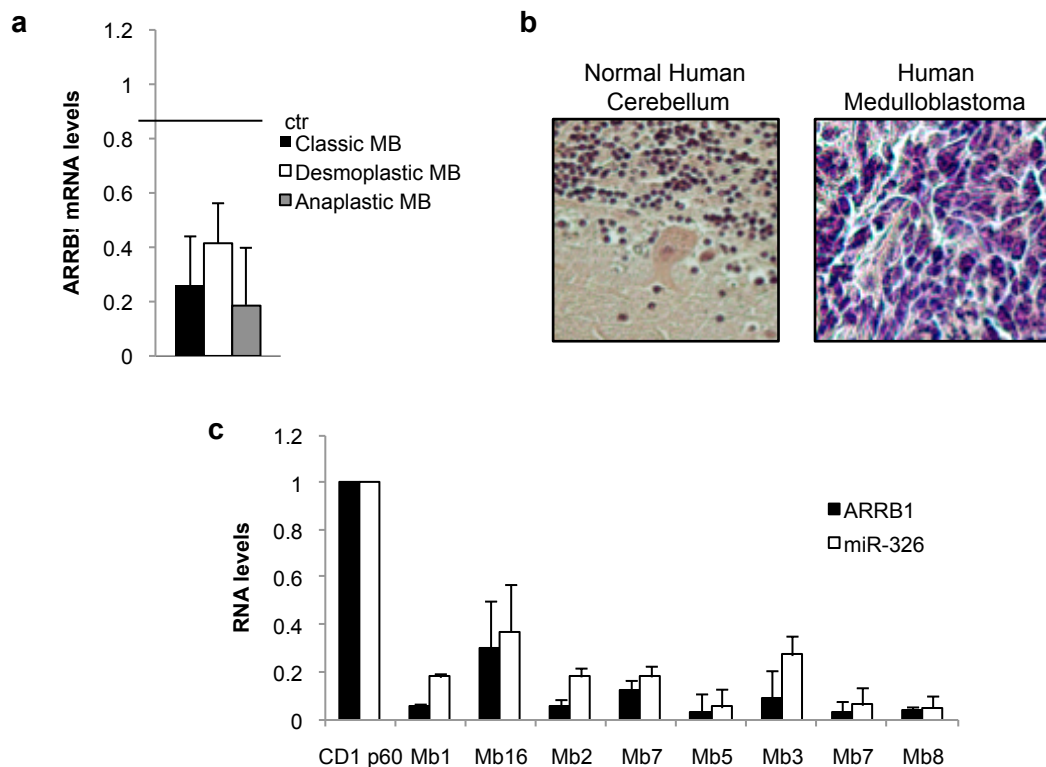 a
1.2
1
0.8
0.6
0.4
0.2
0
ARRB! mRNA levels
ctr
Classic MB
Desmoplastic MB
Anaplastic MB
b
Normal Human
Cerebellum
Human
Medulloblastoma
c
1.2
1
0.8
0.6
0.4
0.2
0
RNA levels
ARRB1
miR-326
CD1 p60 Mb1 Mb16 Mb2 Mb7 Mb5 Mb3 Mb7 Mb8